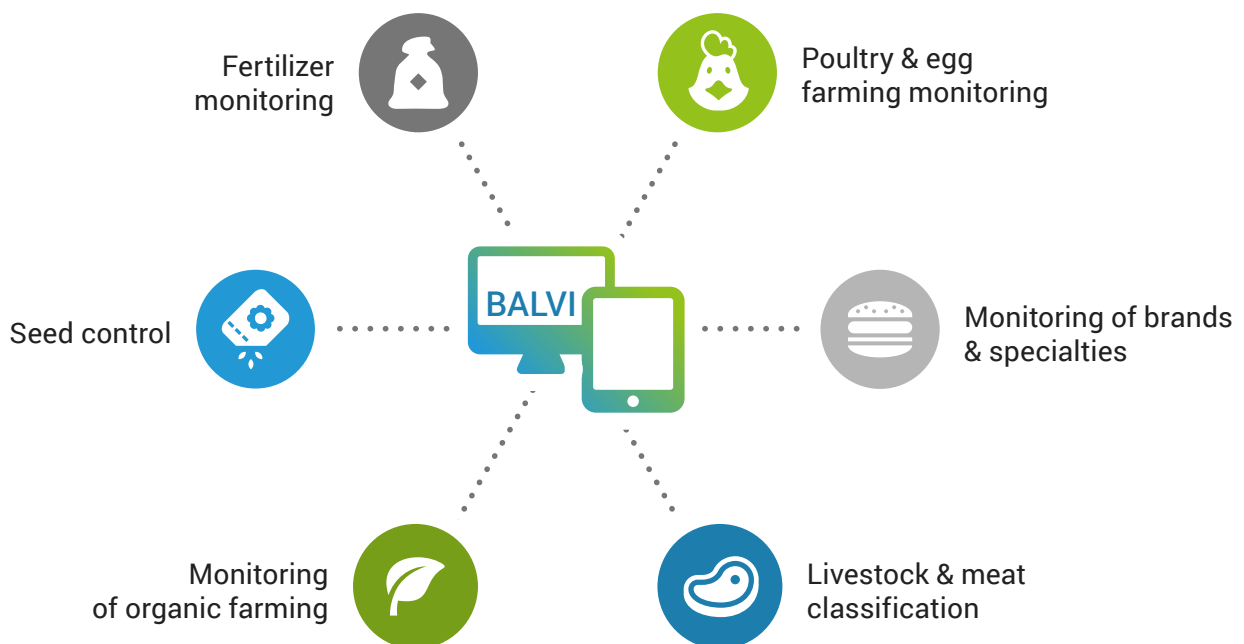 Fertilizer
monitoring
Poultry & egg
farming monitoring
BALVI
Seed control
Monitoring of brands
& specialties
Monitoring
of organic farming
Livestock & meat
classification